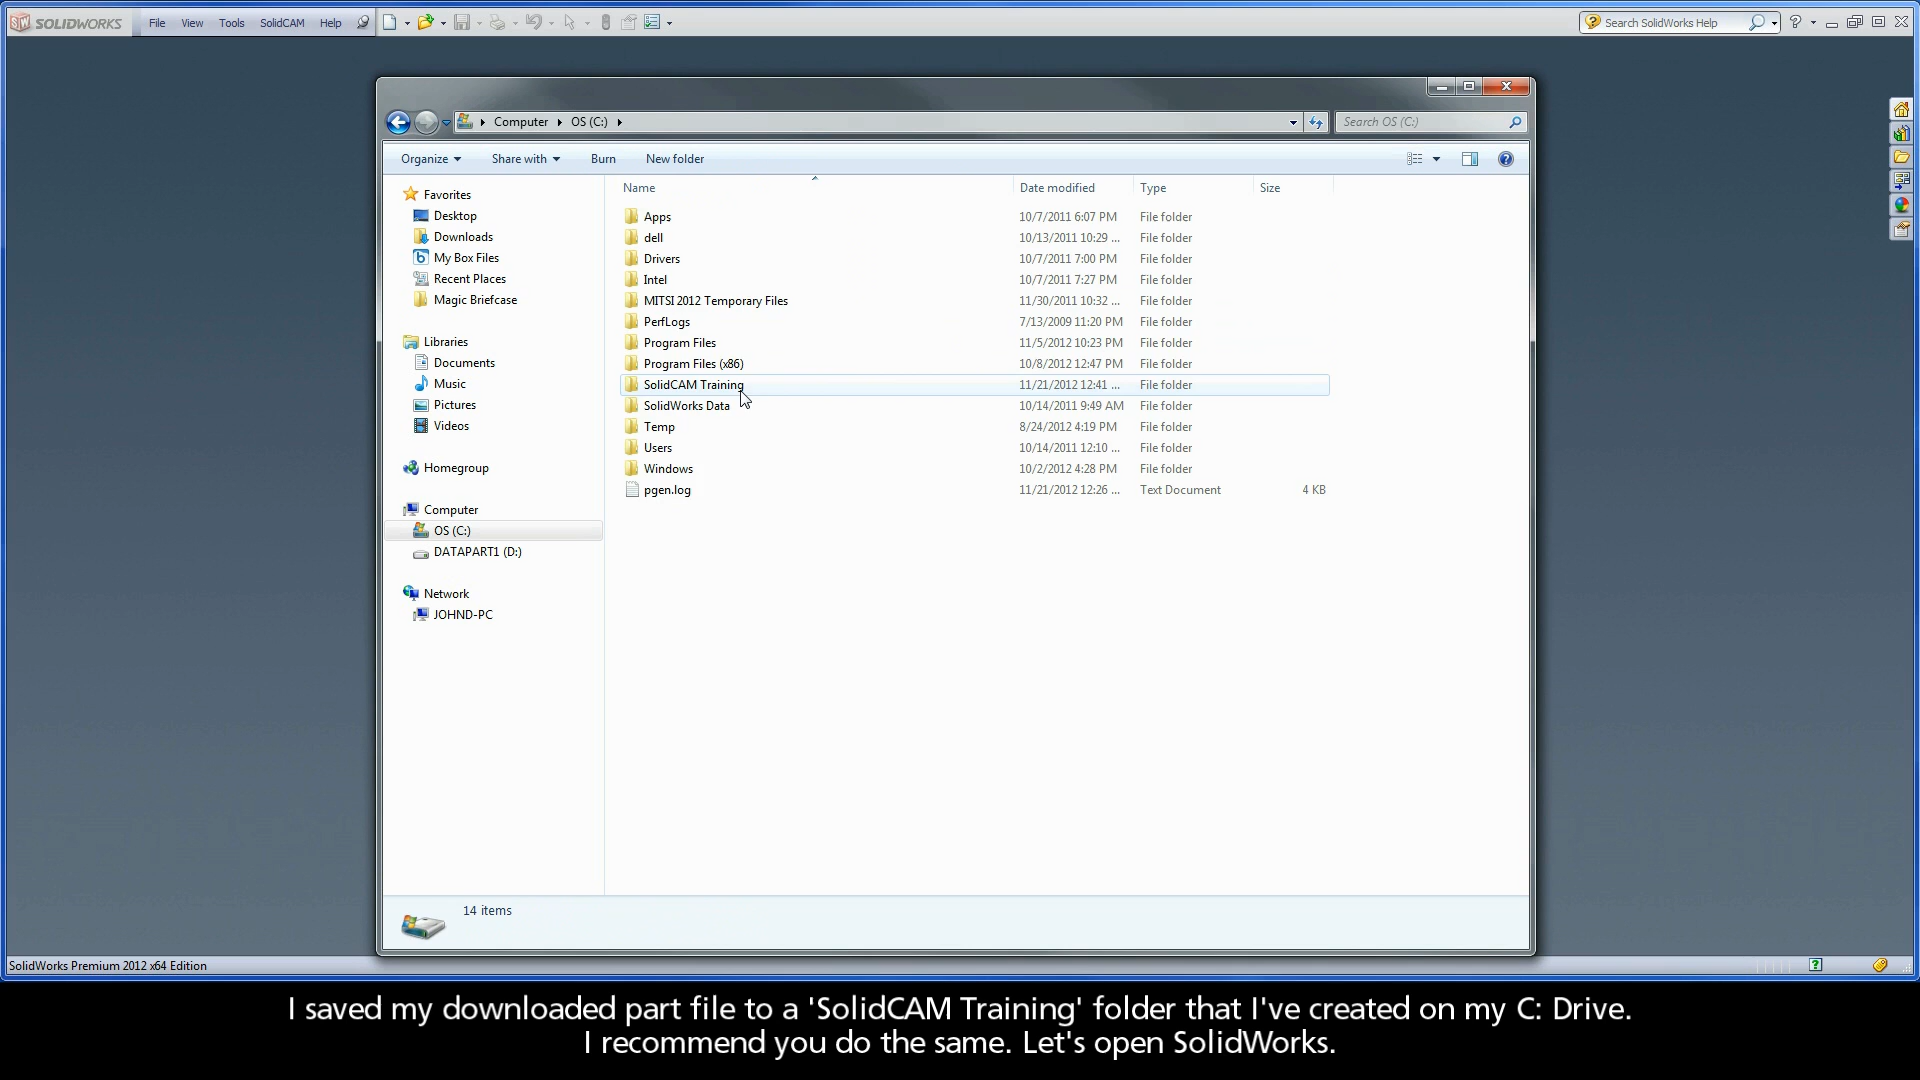 SOLIDWORKS File View Tools SolidCAM Help Search SolidWorks Help
Computer OS (C:) Search OS (C:)
Organize Share with Burn New folder
Name Date modified Type Size
Favorites
Desktop
Downloads
My Box Files
Recent Places
Magic Briefcase
Libraries
Documents
Music
Pictures
Videos
Homegroup
Computer
OS (C:)
DATAPART1 (D:)
Network
JOHND-PC
Apps 10/7/2011 6:07 PM File folder
dell 10/13/2011 10:29 ... File folder
Drivers 10/7/2011 7:00 PM File folder
Intel 10/7/2011 7:27 PM File folder
MITSI 2012 Temporary Files 11/30/2011 10:32 ... File folder
PerfLogs 7/13/2009 11:20 PM File folder
Program Files 11/5/2012 10:23 PM File folder
Program Files (x86) 10/8/2012 12:47 PM File folder
SolidCAM Training 11/21/2012 12:41 ... File folder
SolidWorks Data 10/14/2011 9:49 AM File folder
Temp 8/24/2012 4:19 PM File folder
Users 10/14/2011 12:10 ... File folder
Windows 10/2/2012 4:28 PM File folder
pgen.log 11/21/2012 12:26 ... Text Document 4 KB
14 items
SolidWorks Premium 2012 x64 Edition
I saved my downloaded part file to a 'SolidCAM Training' folder that I've created on my C: Drive.
I recommend you do the same. Let's open SolidWorks.